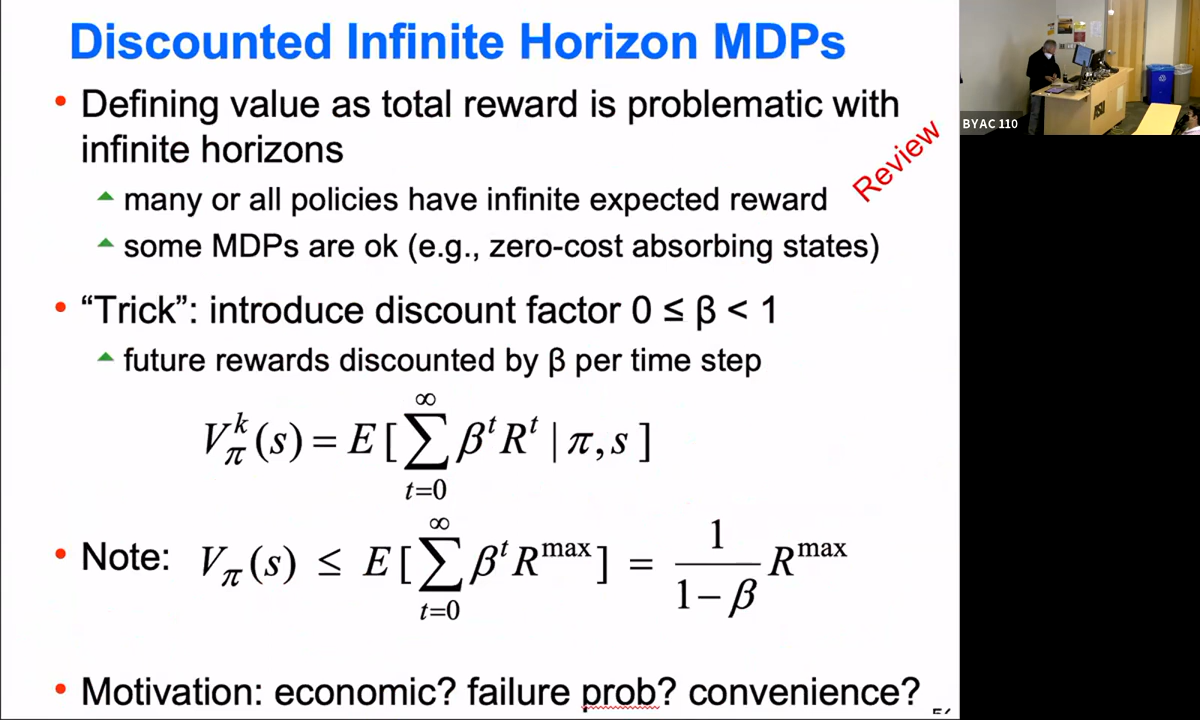 Discounted Infinite Horizon MDPs
• Defining value as total reward is problematic with
infinite horizons
many or all policies have infinite expected reward
some MDPs are ok (e.g., zero-cost absorbing states)
Review
BYAC 110
• “Trick”: introduce discount factor 0 ≤ β < 1
future rewards discounted by β per time step
V_π^k(s) = E[∑_{t=0}^{∞} β^t R^t | π, s]
• Note: V_π(s) ≤ E[∑_{t=0}^{∞} β^t R^max] = \frac{1}{1-β} R^max
• Motivation: economic? failure prob? convenience?